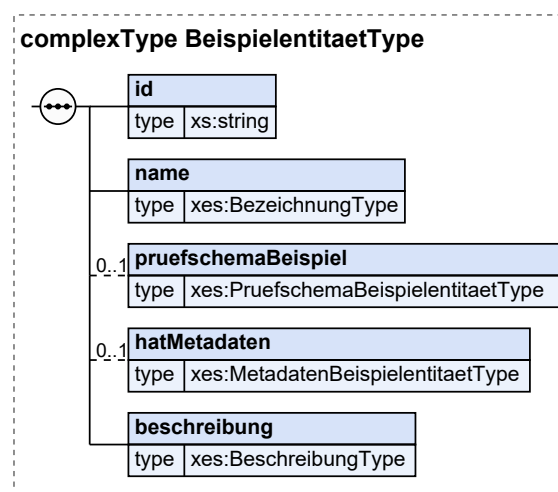 complexType BeispielentitaetType
id
type xs:string
name
type xes:BezeichnungType
0..1
pruefschemaBeispiel
type xes:PruefschemaBeispielentitaetType
0..1
hatMetadaten
type xes:MetadatenBeispielentitaetType
beschreibung
type xes:BeschreibungType